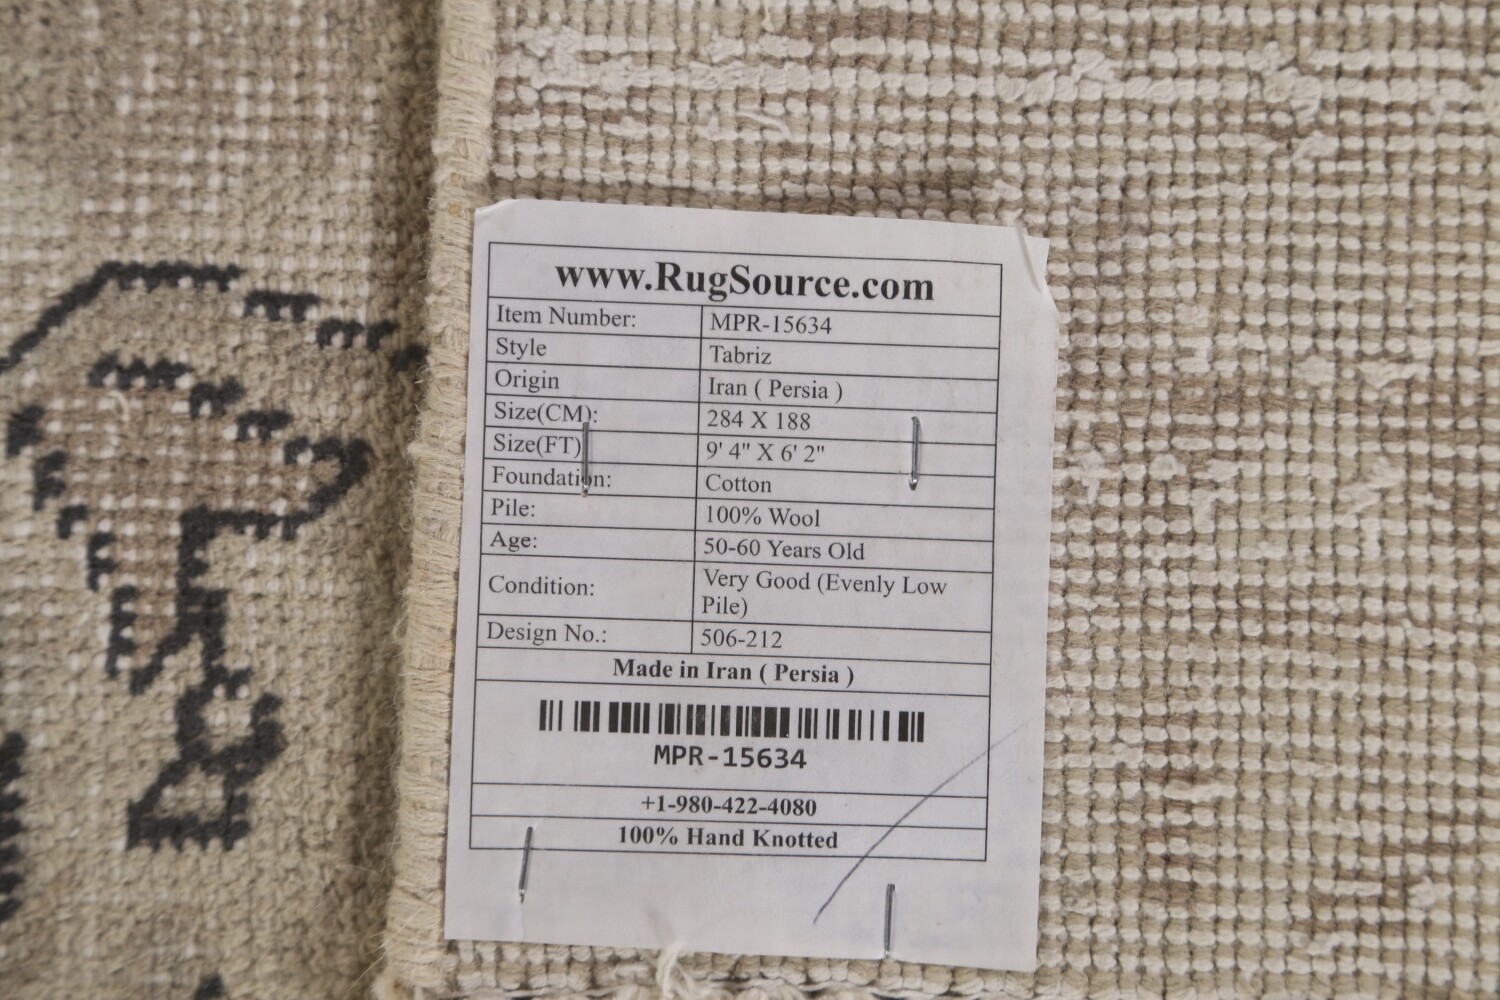 www.RugSource.com
Item Number: MPR-15634
Style Tabriz
Origin Iran ( Persia )
Size(CM): 284 X 188
Size(FT) 9' 4" X 6' 2"
Foundation: Cotton
Pile: 100% Wool
Age: 50-60 Years Old
Condition: Very Good (Evenly Low
Pile)
Design No.: 506-212
Made in Iran ( Persia )
MPR-15634
+1-980-422-4080
100% Hand Knotted